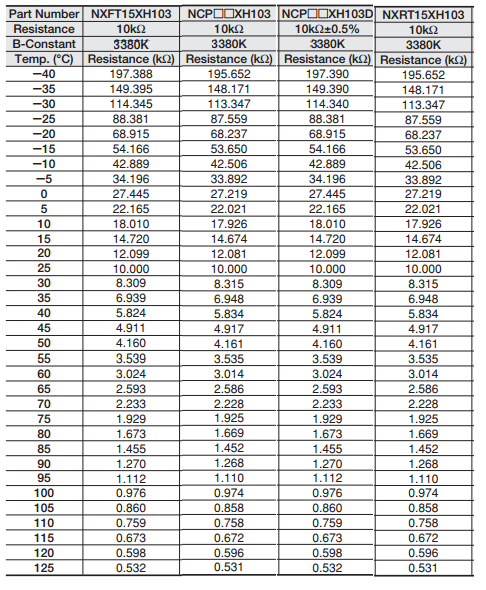 Part Number NXFT15XH103 NCP□□XH103 NCP□□XH103D NXRT15XH103
Resistance 10kΩ 10kΩ 10kΩ±0.5% 10kΩ
B-Constant 3380K 3380K 3380K 3380K
Temp. (°C) Resistance (kΩ) Resistance (kΩ) Resistance (kΩ) Resistance (kΩ)
−40 197.388 195.652 197.390 195.652
−35 149.395 148.171 149.390 148.171
−30 114.345 113.347 114.340 113.347
−25 88.381 87.559 88.381 87.559
−20 68.915 68.237 68.915 68.237
−15 54.166 53.650 54.166 53.650
−10 42.889 42.506 42.889 42.506
−5 34.196 33.892 34.196 33.892
0 27.445 27.219 27.445 27.219
5 22.165 22.021 22.165 22.021
10 18.010 17.926 18.010 17.926
15 14.720 14.674 14.720 14.674
20 12.099 12.081 12.099 12.081
25 10.000 10.000 10.000 10.000
30 8.309 8.315 8.309 8.315
35 6.939 6.948 6.939 6.948
40 5.824 5.834 5.824 5.834
45 4.911 4.917 4.911 4.917
50 4.160 4.161 4.160 4.161
55 3.539 3.535 3.539 3.535
60 3.024 3.014 3.024 3.014
65 2.593 2.586 2.593 2.586
70 2.233 2.228 2.233 2.228
75 1.929 1.925 1.929 1.925
80 1.673 1.669 1.673 1.669
85 1.455 1.452 1.455 1.452
90 1.270 1.268 1.270 1.268
95 1.112 1.110 1.112 1.110
100 0.976 0.974 0.976 0.974
105 0.860 0.858 0.860 0.858
110 0.759 0.758 0.759 0.758
115 0.673 0.672 0.673 0.672
120 0.598 0.596 0.598 0.596
125 0.532 0.531 0.532 0.531